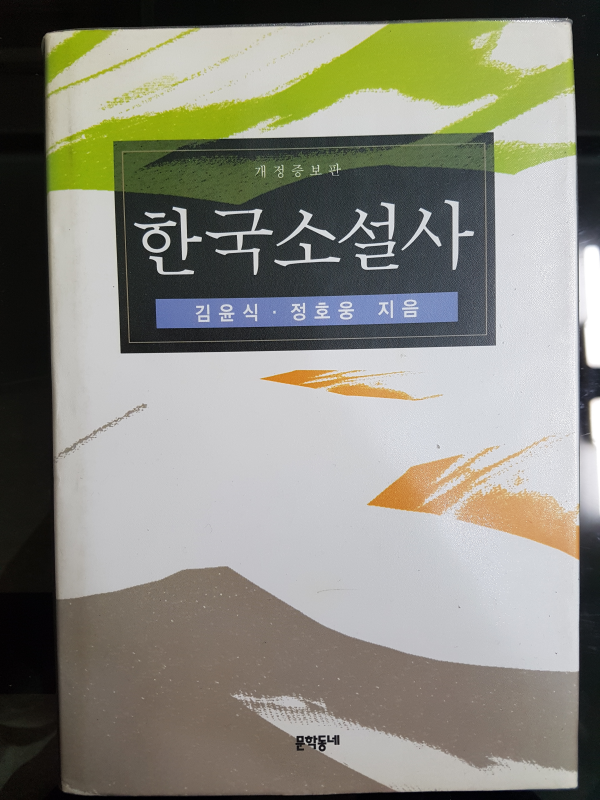 개정증보판
한국소설사
김윤식·정호웅 지음
문학동네